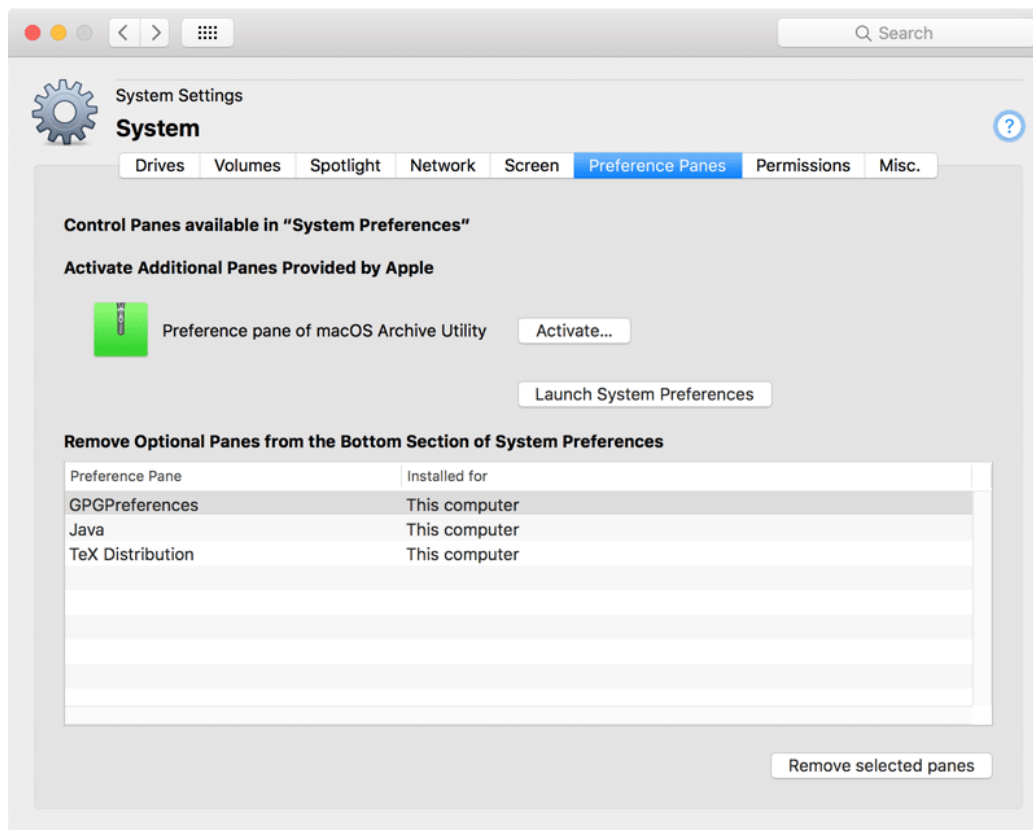 Search
System Settings
System
?
Drives Volumes Spotlight Network Screen Preference Panes Permissions Misc.
Control Panes available in “System Preferences“
Activate Additional Panes Provided by Apple
Preference pane of macOS Archive Utility Activate...
Launch System Preferences
Remove Optional Panes from the Bottom Section of System Preferences
Preference Pane Installed for
GPGPreferences This computer
Java This computer
TeX Distribution This computer
Remove selected panes